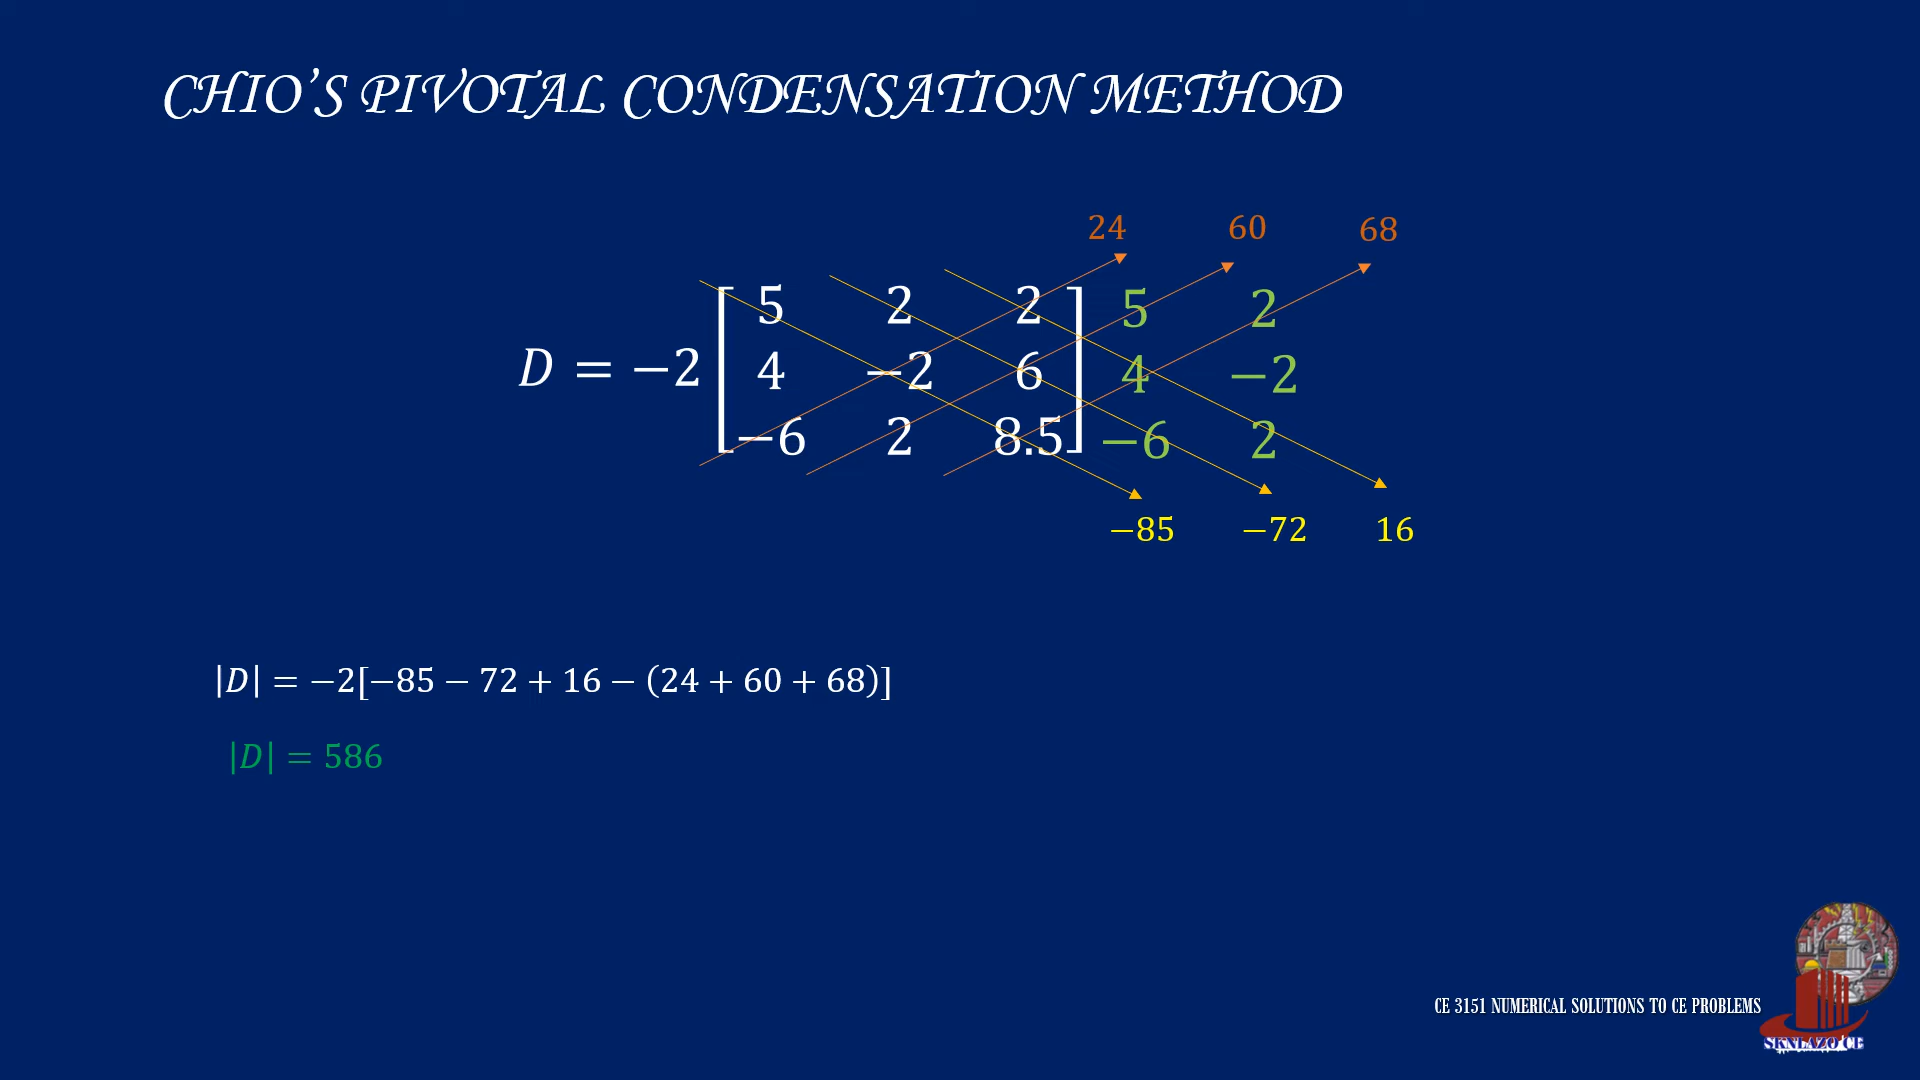 CHIO’S PIVOTAL CONDENSATION METHOD
24 60 68
5 2 2 5 2
D = −2 4 −2 6 4 −2
−6 2 8.5 −6 2
−85 −72 16
|D| = −2[−85 − 72 + 16 − (24 + 60 + 68)]
|D| = 586
CE 3151 NUMERICAL SOLUTIONS TO CE PROBLEMS
SKNLAZO CE